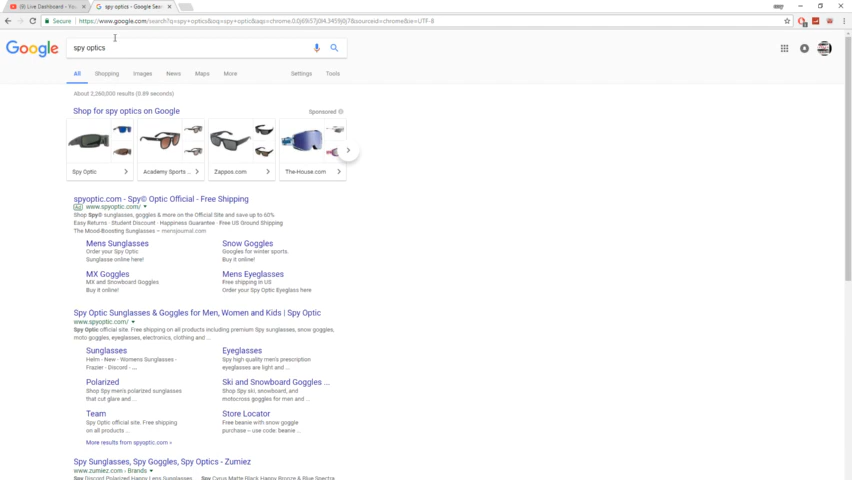 (i) Live Dashboard - You
spy optics - Google Sear
Secure
https://www.google.com/search?q=spy+optics&oq=spy+optic&aqs=chrome.0.0j69i57j0l4.3459j0j7&sourceid=chrome&ie=UTF-8
Google
spy optics
All Shopping Images News Maps More Settings Tools
About 2,260,000 results (0.89 seconds)
Shop for spy optics on Google
Sponsored
Spy Optic
Academy Sports ...
Zappos.com
The-House.com
spyoptic.com - Spy© Optic Official - Free Shipping
Ad www.spyoptic.com/
Shop Spy® sunglasses, goggles & more on the Official Site and save up to 60%
Easy Returns · Student Discount · Happiness Guarantee · Free US Ground Shipping
The Mood-Boosting Sunglasses – mensjournal.com
Mens Sunglasses
Order your Spy Optic
Sunglasse online here!
Snow Goggles
Googles for winter sports.
Buy it online!
MX Goggles
MX and Snowboard Goggles
Buy it online!
Mens Eyeglasses
Free shipping in US
Order your Spy Optic Eyeglass here
Spy Optic Sunglasses & Goggles for Men, Women and Kids | Spy Optic
www.spyoptic.com/
Spy Optic official site. Free shipping on all products including premium Spy sunglasses, snow goggles,
moto goggles, eyeglasses, electronics, clothing and ...
Sunglasses
Helm - New - Womens Sunglasses -
Frazier - Discord - ...
Eyeglasses
Spy high quality men's prescription
eyeglasses are light and ...
Polarized
Shop Spy men's polarized sunglasses
that cut glare and ...
Ski and Snowboard Goggles ...
Shop Spy ski, snowboard, and
motocross goggles for men and ...
Team
Spy Optic official site. Free shipping
on all products ...
Store Locator
Free beanie with snow goggle
purchase – use code: beanie ...
More results from spyoptic.com »
Spy Sunglasses, Spy Goggles, Spy Optics - Zumiez
www.zumiez.com › Brands
Spy Discord Polarized Happy Lens Sunglasses
Spy Cyrus Matte Black Happy Bronze & Blue Spectra